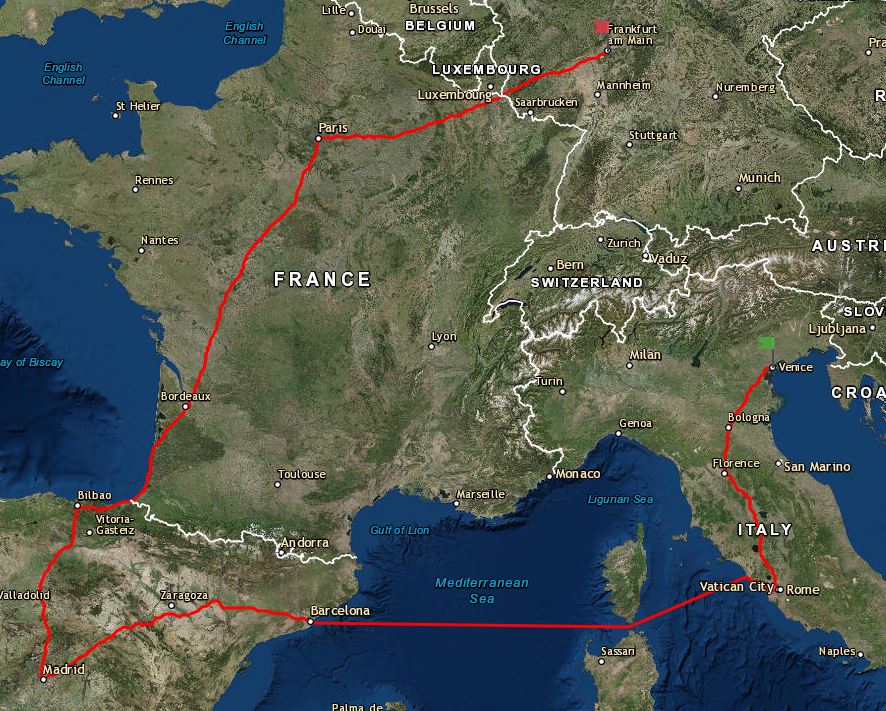 Lille
Brussels
BELGIUM
Douai
English
Channel
English
Channel
Frankfurt
am Main
LUXEMBOURG
Luxembourg
Saarbrücken
Mannheim
Nuremberg
Pra
R
St Helier
Paris
Stuttgart
Rennes
Munich
Nantes
Zurich
Vaduz
AUSTRI
Bern
SWITZERLAND
FRANCE
SLOV
Ljubljana
Lyon
Milan
ay of Biscay
Turin
Venice
CROA
Bordeaux
Genoa
Bologna
Florence
San Marino
Toulouse
Monaco
Bilbao
Marseille
Ligurian Sea
Vitoria-
Gasteiz
Gulf of Lion
ITALY
Andorra
Mediterranean
Sea
Vatican City
Rome
Valladolid
Zaragoza
Barcelona
Sassari
Naples
Madrid
Palma de